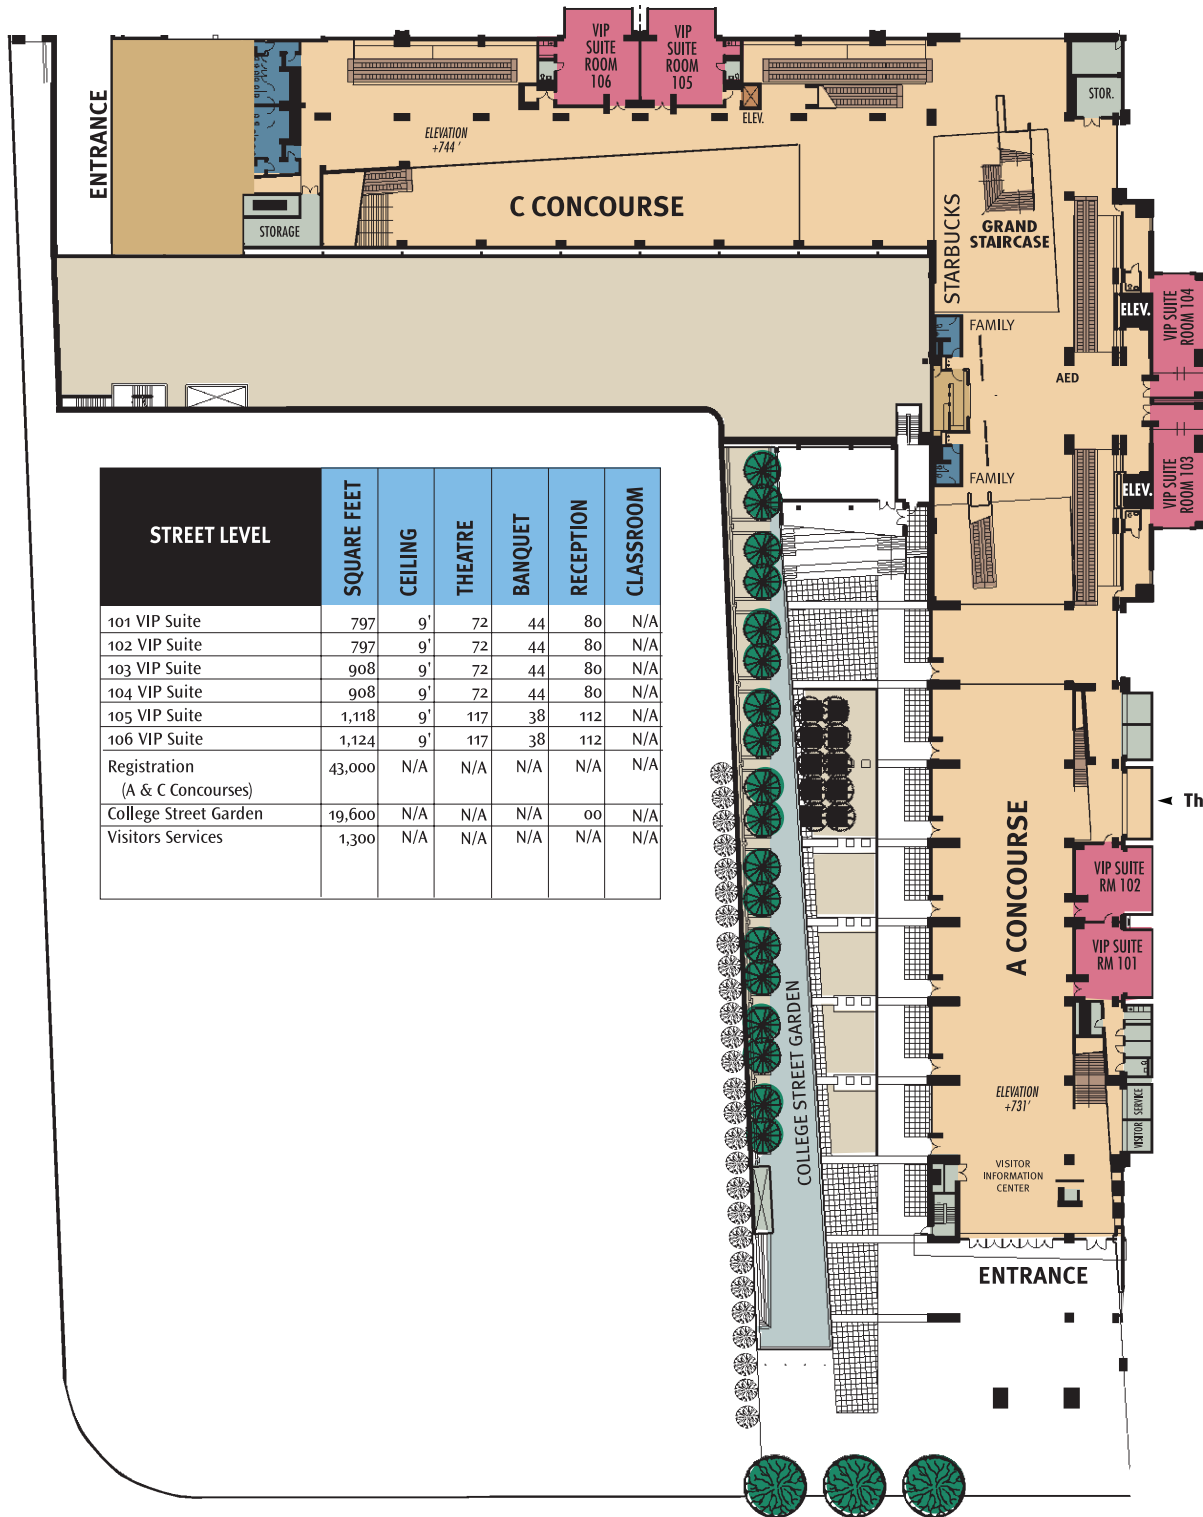 VIP
SUITE
ROOM
106
VIP
SUITE
ROOM
105
ELEV.
STOR.
ENTRANCE
ELEVATION
+744 '
C CONCOURSE
STORAGE
STARBUCKS
GRAND
STAIRCASE
ELEV.
VIP SUITE
ROOM 104
FAMILY
AED
FAMILY
ELEV.
VIP SUITE
ROOM 103
STREET LEVEL SQUARE FEET CEILING THEATRE BANQUET RECEPTION CLASSROOM
101 VIP Suite 797 9' 72 44 80 N/A
102 VIP Suite 797 9' 72 44 80 N/A
103 VIP Suite 908 9' 72 44 80 N/A
104 VIP Suite 908 9' 72 44 80 N/A
105 VIP Suite 1,118 9' 117 38 112 N/A
106 VIP Suite 1,124 9' 117 38 112 N/A
Registration 43,000 N/A N/A N/A N/A N/A
(A & C Concourses)
College Street Garden 19,600 N/A N/A N/A 00 N/A
Visitors Services 1,300 N/A N/A N/A N/A N/A
Th
A CONCOURSE
VIP SUITE
RM 102
VIP SUITE
RM 101
COLLEGE STREET GARDEN
ELEVATION
+731'
VISITOR SERVICE
VISITOR
INFORMATION
CENTER
ENTRANCE